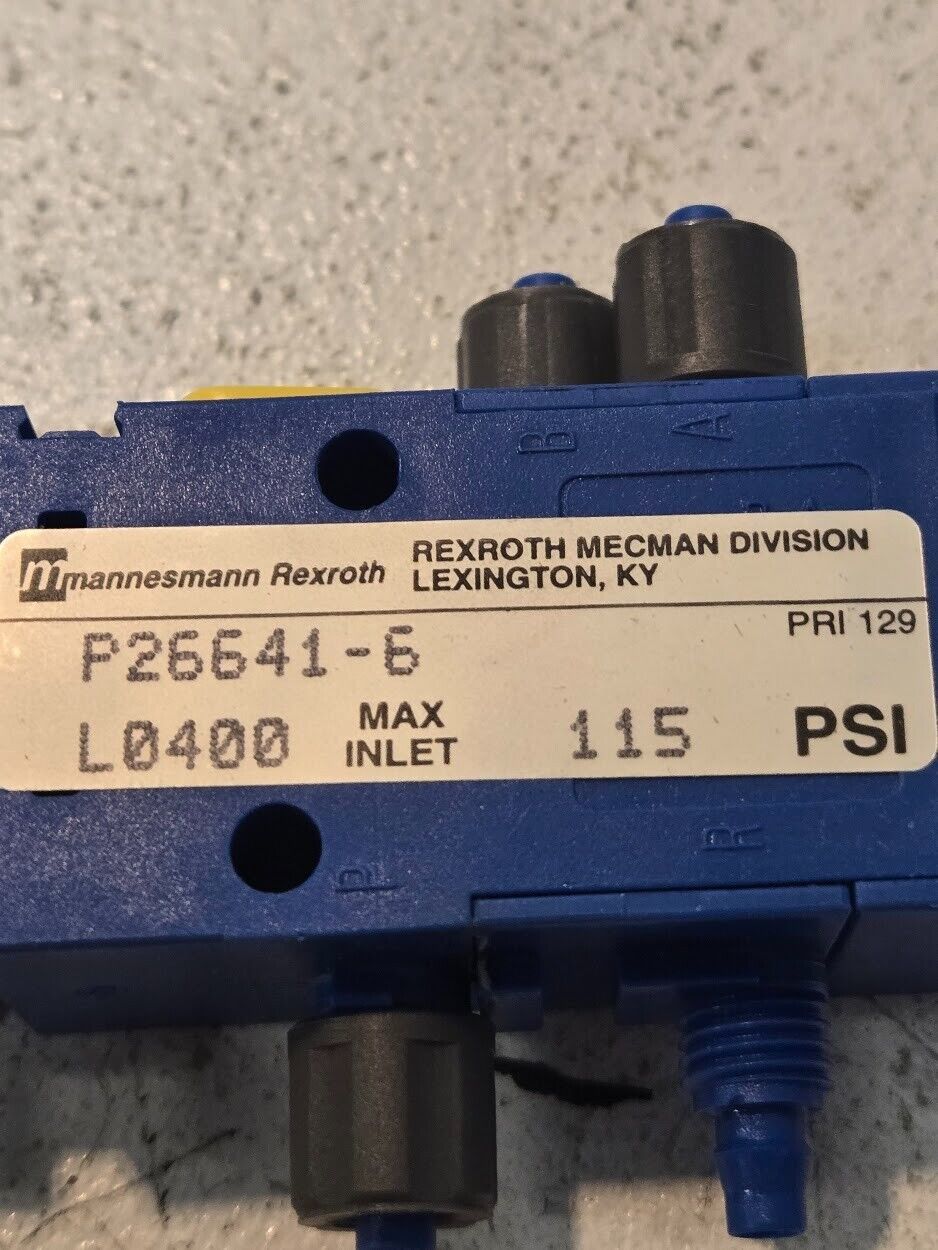 B A
mannesmann Rexroth
REXROTH MECMAN DIVISION
LEXINGTON, KY
PRI 129
P26641-6
L0400
MAX
INLET
115 PSI
P R